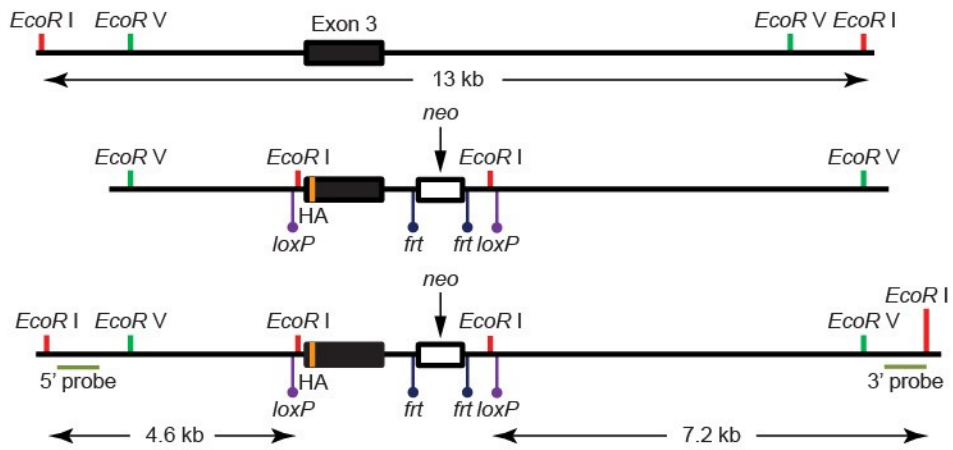 EcoR I EcoR V Exon 3 EcoR V EcoR I
13 kb
neo
EcoR V EcoR I EcoR I EcoR V
HA
loxP frt frt loxP
neo
EcoR I
EcoR I EcoR V EcoR I EcoR I EcoR V
5’ probe HA 3’ probe
loxP frt frt loxP
4.6 kb 7.2 kb